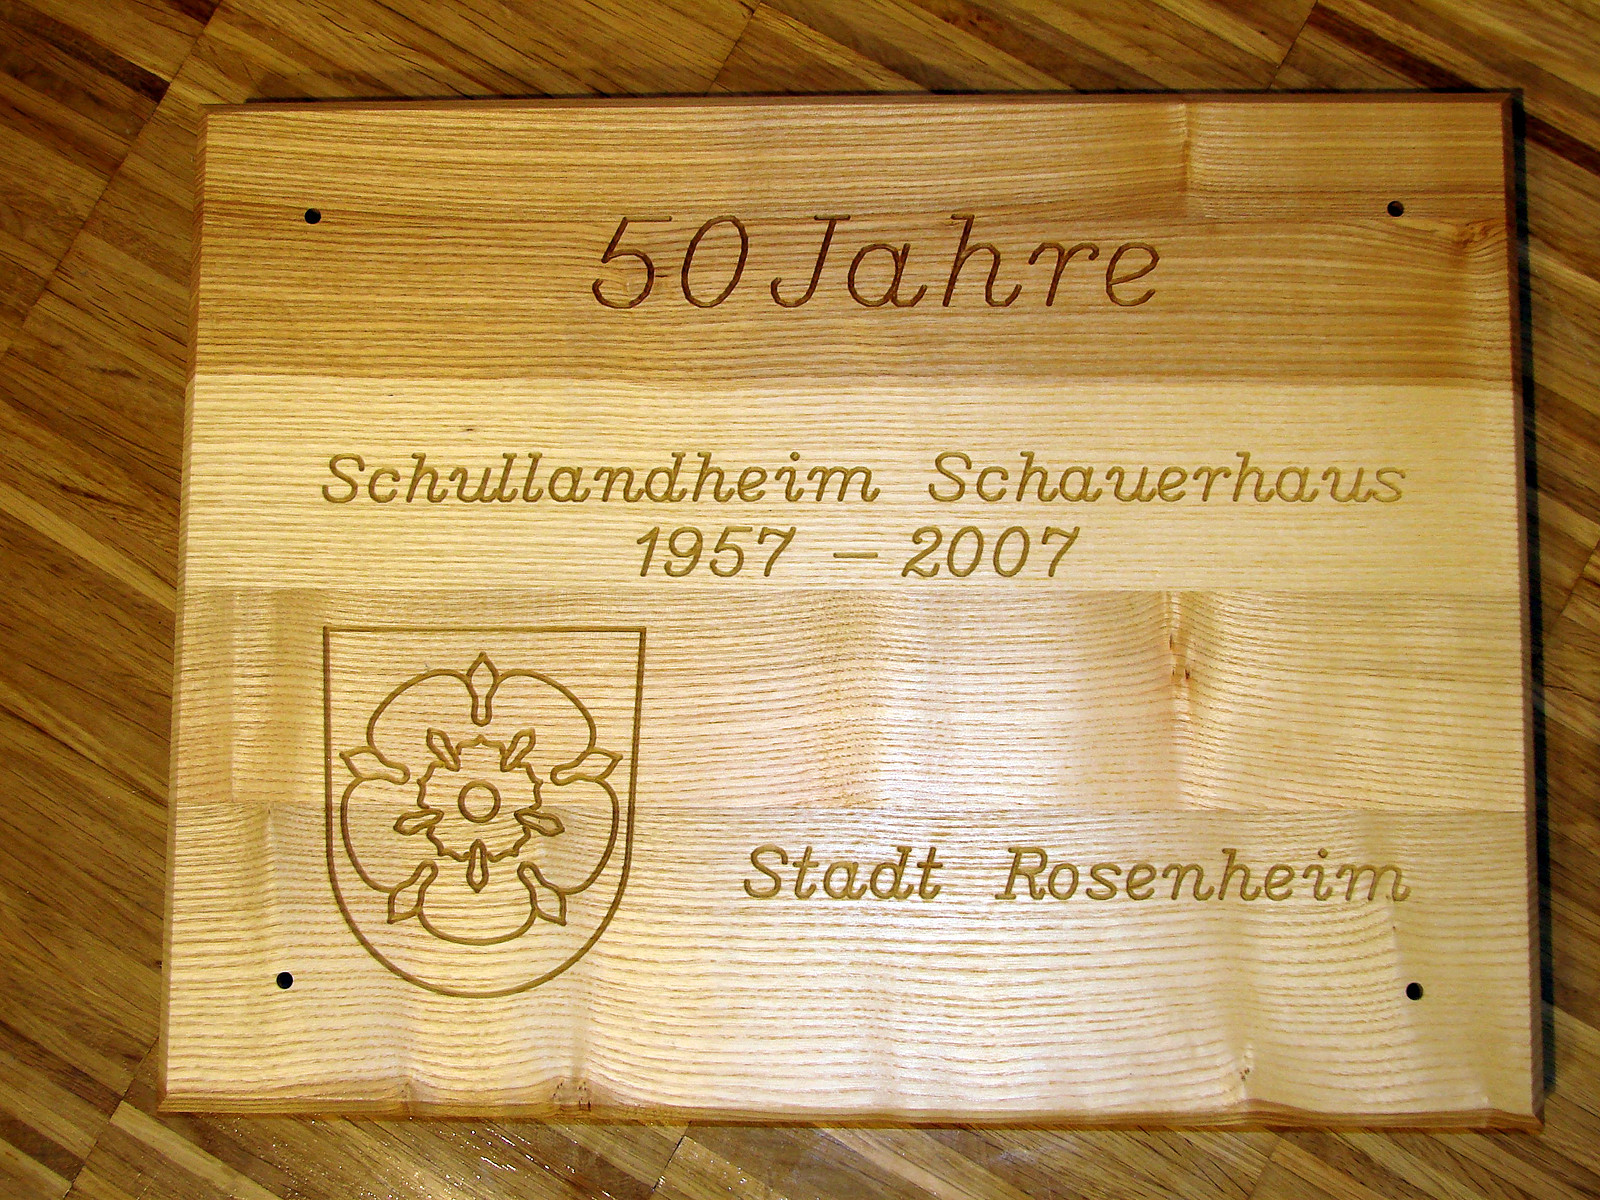 50 Jahre
Schullandheim Schauerhaus
1957 – 2007
Stadt Rosenheim